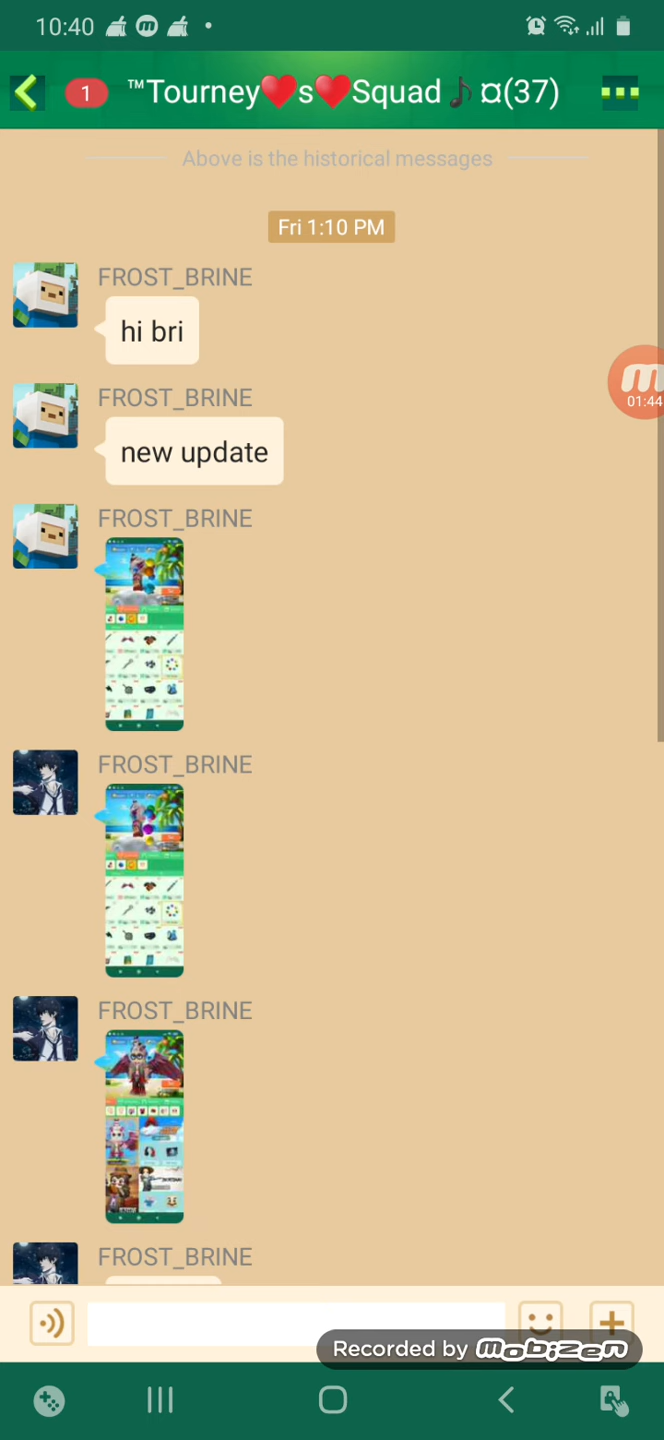 10:40
1
™Tourney❤️s❤️Squad🎵¤(37)
Above is the historical messages
Fri 1:10 PM
FROST_BRINE
hi bri
FROST_BRINE
new update
FROST_BRINE
FROST_BRINE
FROST_BRINE
FROST_BRINE
01:44
Recorded by mobizen